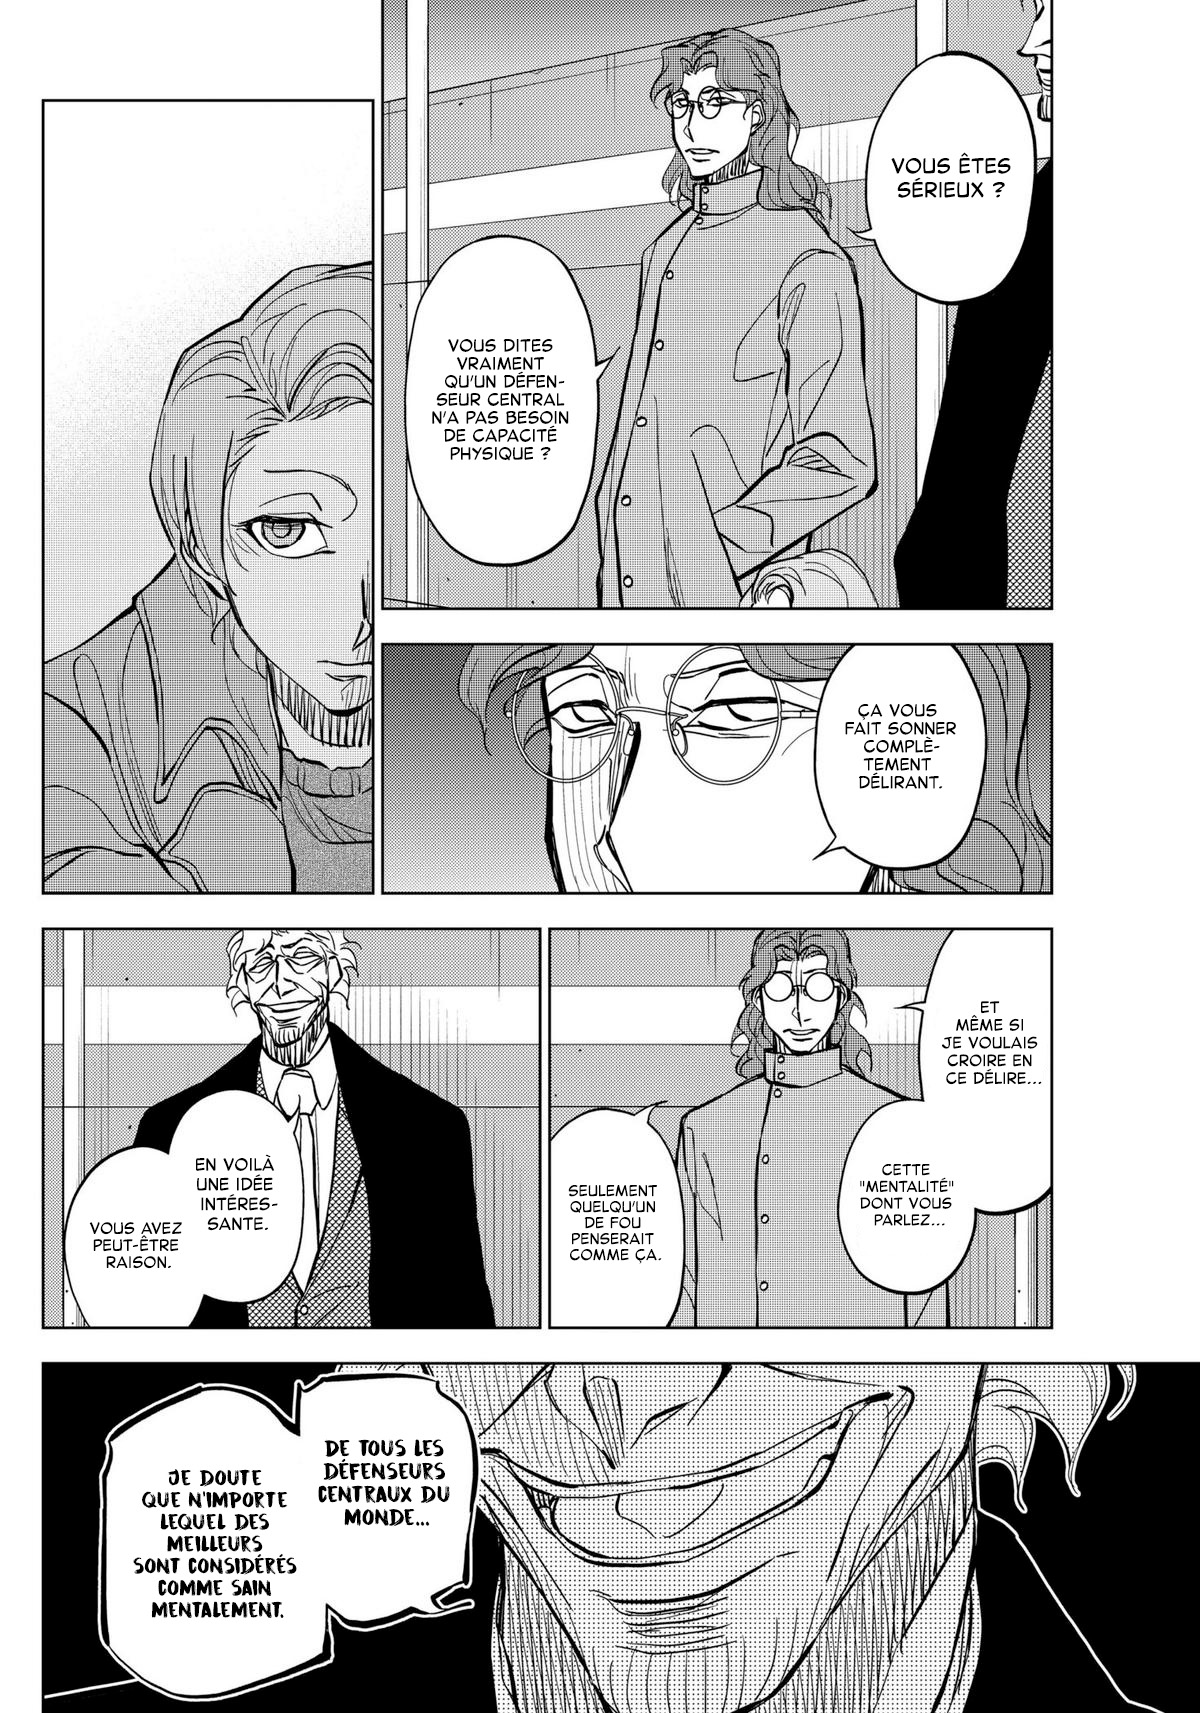 VOUS ÊTES
SÉRIEUX ?
VOUS DITES
VRAIMENT
QU'UN DÉFEN-
SEUR CENTRAL
N'A PAS BESOIN
DE CAPACITÉ
PHYSIQUE ?
ÇA VOUS
FAIT SONNER
COMPLÈ-
TEMENT
DÉLIRANT.
ET
MÊME SI
JE VOULAIS
CROIRE EN
CE DÉLIRE...
CETTE
"MENTALITÉ"
DONT VOUS
PARLEZ...
SEULEMENT
QUELQU'UN
DE FOU
PENSERAIT
COMME ÇA.
EN VOILÀ
UNE IDÉE
INTÉRES-
SANTE.
VOUS AVEZ
PEUT-ÊTRE
RAISON.
DE TOUS LES
DÉFENSEURS
CENTRAUX DU
MONDE...
JE DOUTE
QUE N'IMPORTE
LEQUEL DES
MEILLEURS
SONT CONSIDÉRÉS
COMME SAIN
MENTALEMENT.